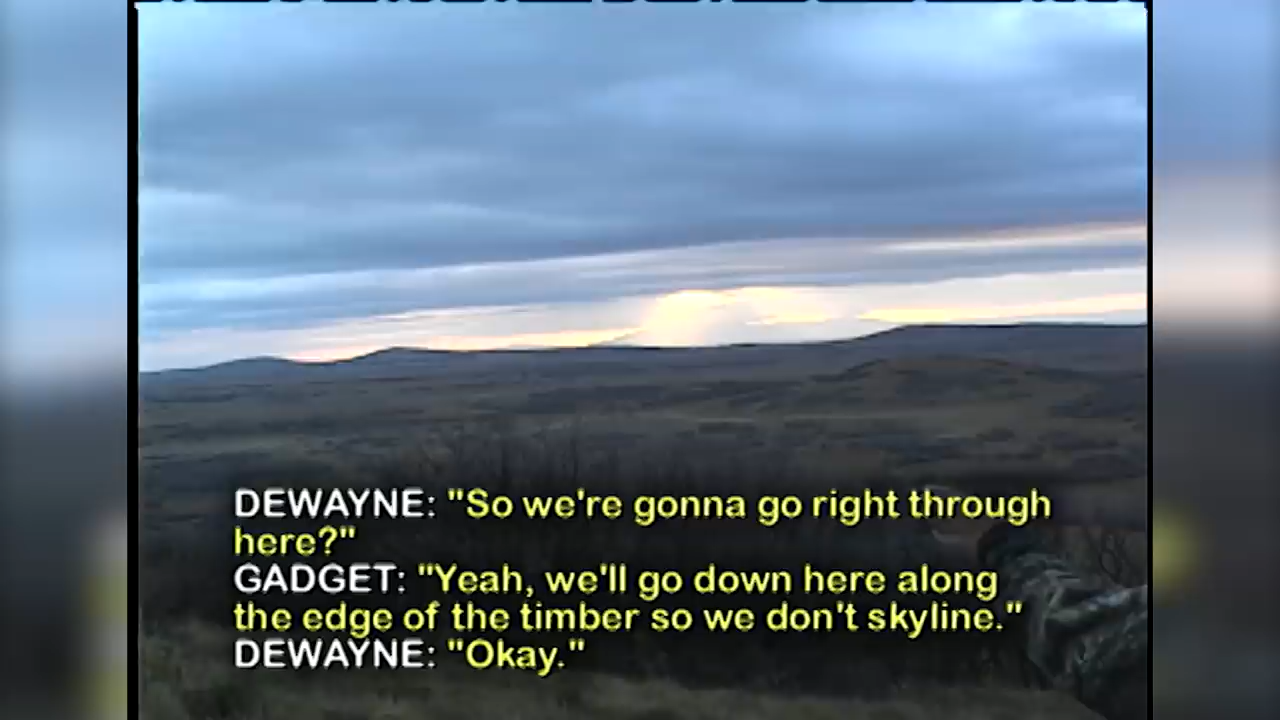 DEWAYNE: "So we're gonna go right through
here?"
GADGET: "Yeah, we'll go down here along
the edge of the timber so we don't skyline."
DEWAYNE: "Okay."